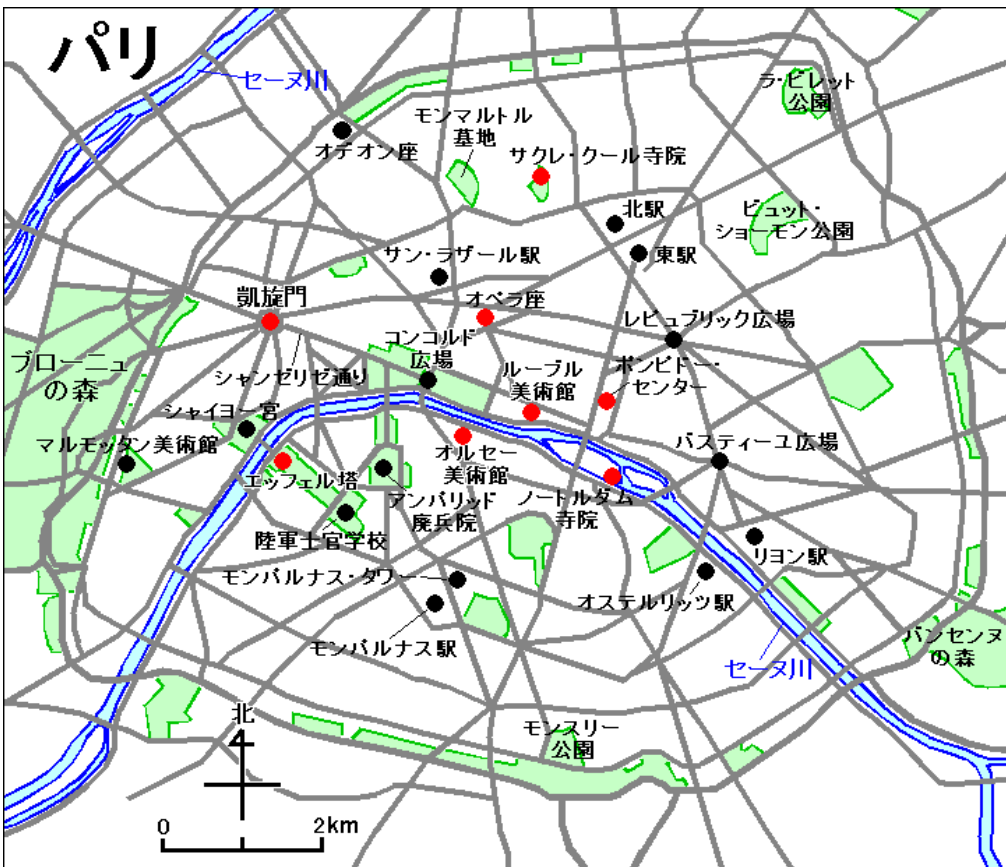 パリ
セーヌ川
ラ・ビレット
公園
モンマルトル
墓地
オデオン座
サクレ・クール寺院
北駅
ビュット・
ショーモン公園
サン・ラザール駅
東駅
凱旋門
オペラ座
レピュブリック広場
コンコルド
広場
ブローニュ
の森
シャンゼリゼ通り
ルーブル
美術館
ポンピドー・
センター
シャイヨー宮
マルモッタン美術館
オルセー
美術館
バスティーユ広場
エッフェル塔
アンバリッド
廃兵院
ノートルダム
寺院
陸軍士官学校
リヨン駅
モンパルナス・タワー
オステルリッツ駅
モンパルナス駅
バンセンヌ
の森
セーヌ川
北
モンスリー
公園
0 2km